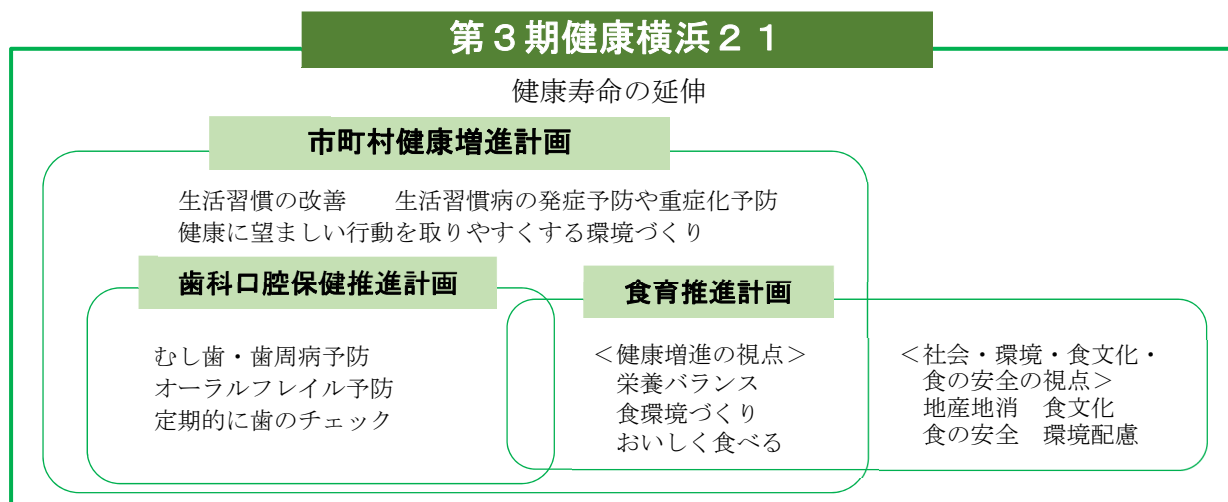 第３期健康横浜２１
健康寿命の延伸
市町村健康増進計画
生活習慣の改善　　生活習慣病の発症予防や重症化予防
健康に望ましい行動を取りやすくする環境づくり
歯科口腔保健推進計画
むし歯・歯周病予防
オーラルフレイル予防
定期的に歯のチェック
食育推進計画
＜健康増進の視点＞
栄養バランス
食環境づくり
おいしく食べる
＜社会・環境・食文化・
食の安全の視点＞
地産地消　食文化
食の安全　環境配慮